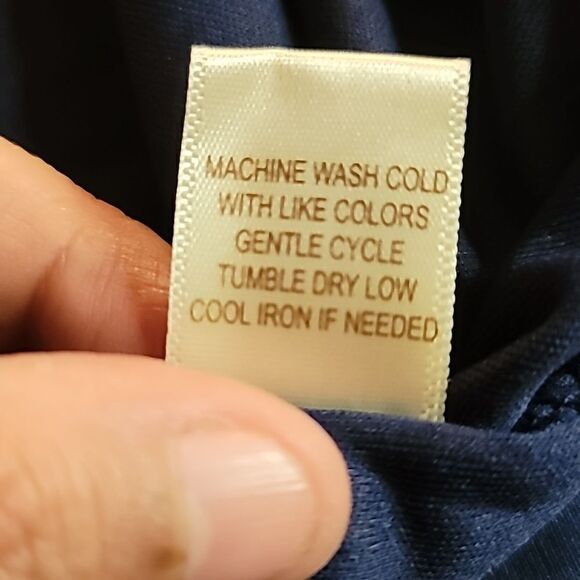 MACHINE WASH COLD
WITH LIKE COLORS
GENTLE CYCLE
TUMBLE DRY LOW
COOL IRON IF NEEDED